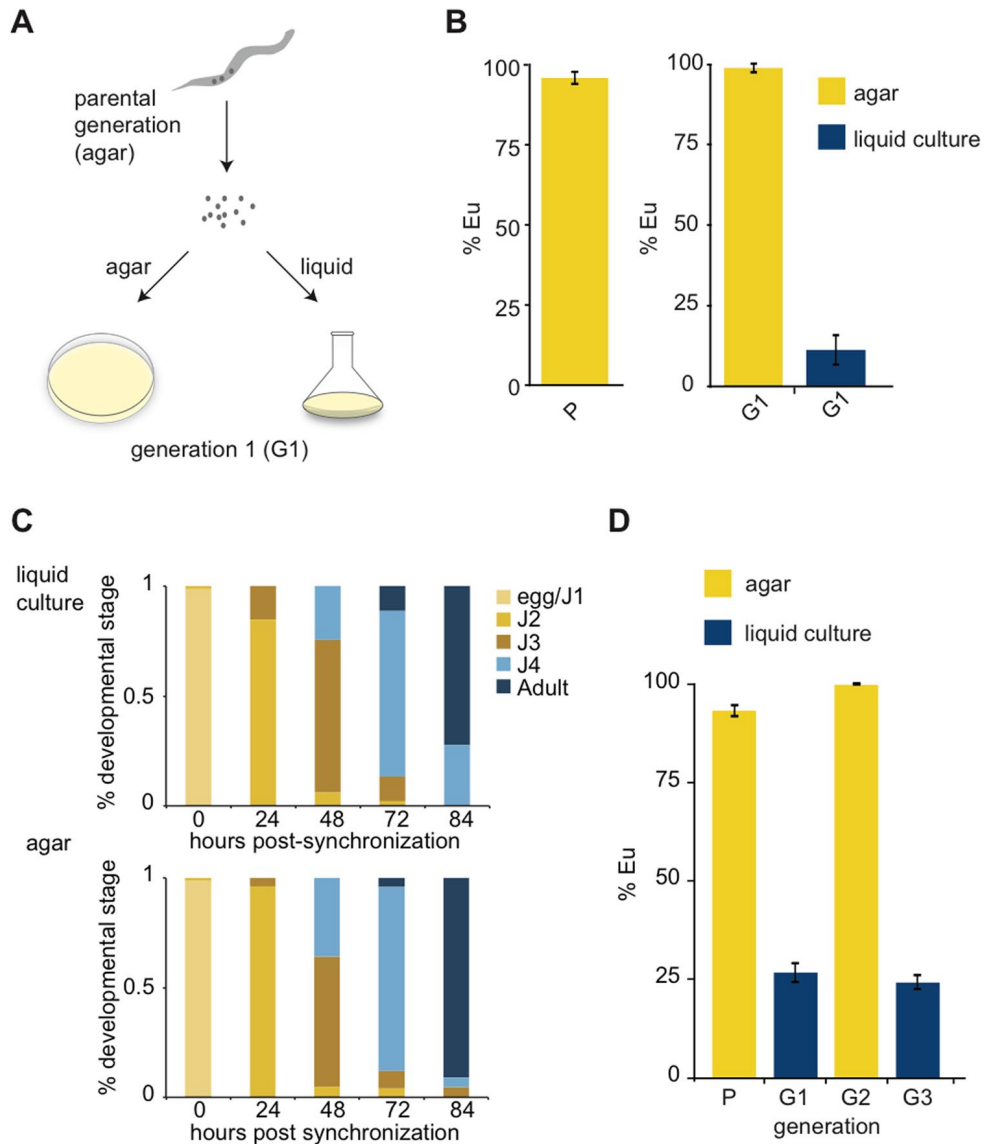 A
parental
generation
(agar)
agar
liquid
generation 1 (G1)
B
100
75
50
25
0
% Eu
P
100
75
50
25
0
% Eu
G1
G1
agar
liquid culture
C
liquid
culture
% developmental stage
1
0.5
0
0 24 48 72 84
hours post-synchronization
egg/J1
J2
J3
J4
Adult
agar
% developmental stage
1
0.5
0
0 24 48 72 84
hours post synchronization
D
agar
liquid culture
100
75
50
25
0
% Eu
P G1 G2 G3
generation